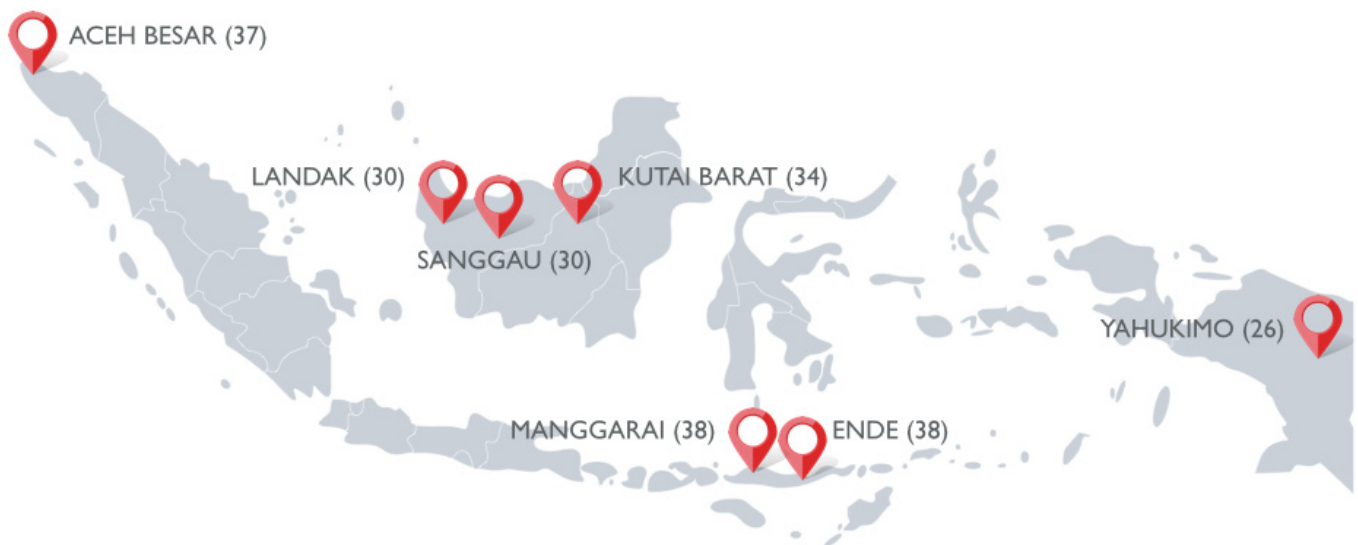 ACEH BESAR (37)
LANDAK (30)
KUTAI BARAT (34)
SANGGAU (30)
YAHUKIMO (26)
MANGGARAI (38)
ENDE (38)